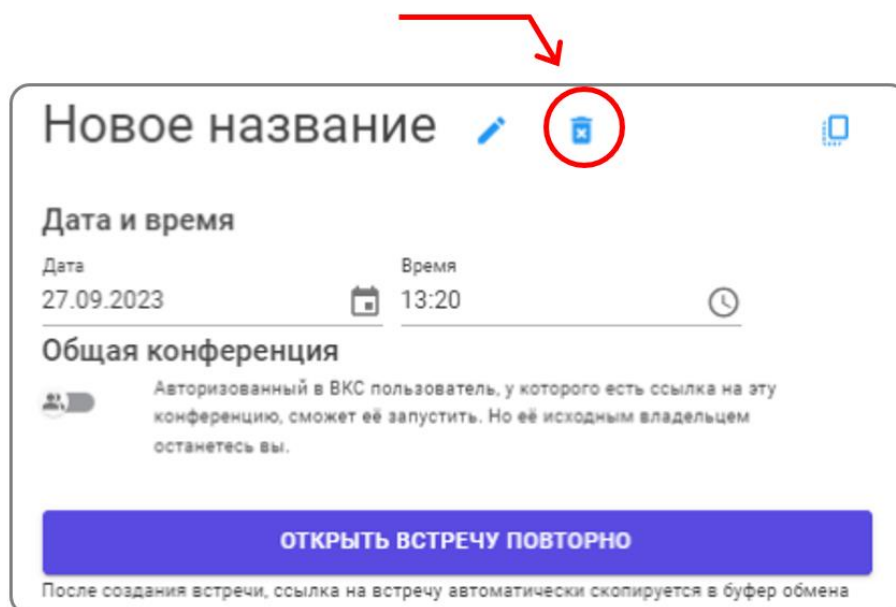 Новое название
Дата и время
Дата
Время
27.09.2023
13:20
Общая конференция
Авторизованный в ВКС пользователь, у которого есть ссылка на эту
конференцию, сможет её запустить. Но её исходным владельцем
останетесь вы.
ОТКРЫТЬ ВСТРЕЧУ ПОВТОРНО
После создания встречи, ссылка на встречу автоматически скопируется в буфер обмена